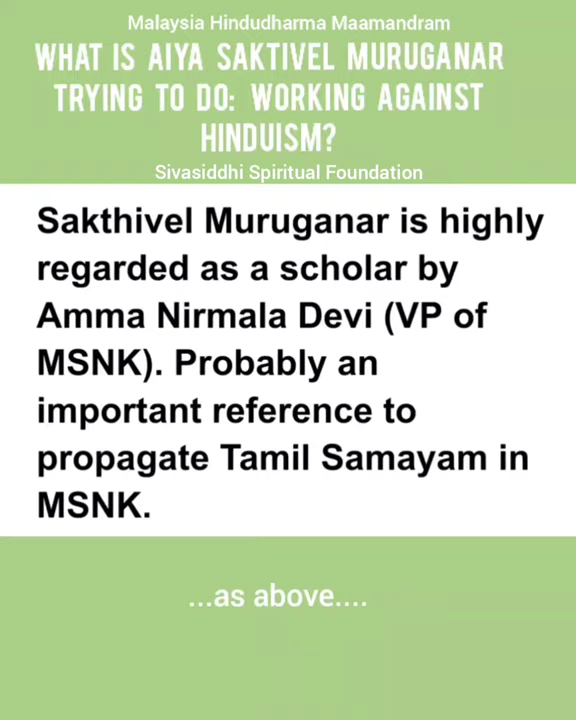 Malaysia Hindudharma Maamandram
WHAT IS AIYA SAKTIVEL MURUGANAR
TRYING TO DO: WORKING AGAINST
HINDUISM?
Sivasiddhi Spiritual Foundation
Sakthivel Muruganar is highly
regarded as a scholar by
Amma Nirmala Devi (VP of
MSNK). Probably an
important reference to
propagate Tamil Samayam in
MSNK.
...as above....